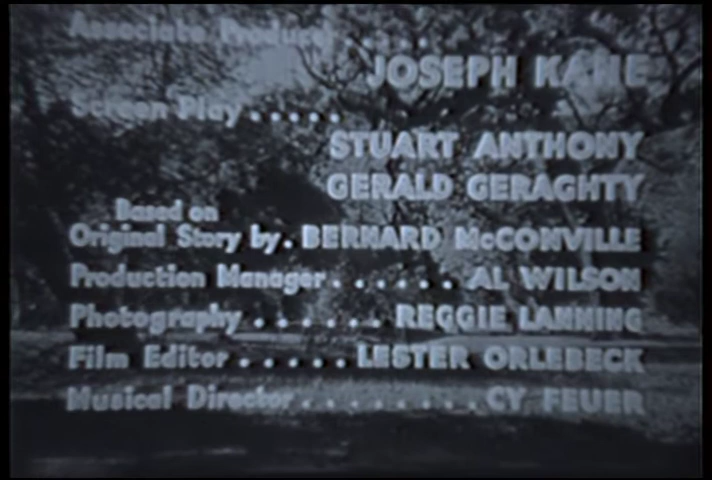 Associate Producer . . . . .
JOSEPH KANE
Screen Play . . . . .
STUART ANTHONY
GERALD GERAGHTY
Based on
Original Story by . BERNARD McCONVILLE
Production Manager . . . . . . AL WILSON
Photography . . . . . . REGGIE LANNING
Film Editor . . . . . LESTER ORLEBECK
Musical Director . . . . . . . . CY FEUER